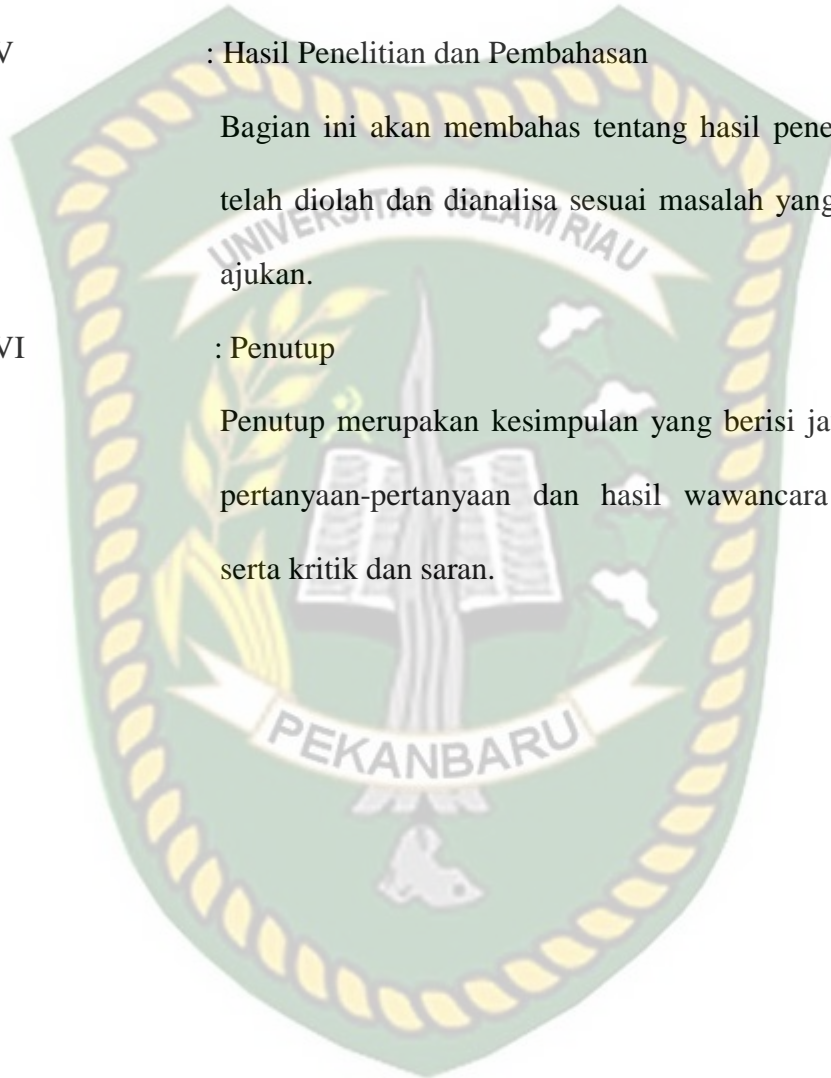 V : Hasil Penelitian dan Pembahasan
Bagian ini akan membahas tentang hasil pene
telah diolah dan dianalisa sesuai masalah yang
UNIVERSITAS ISLAM RIAU
ajukan.
VI : Penutup
Penutup merupakan kesimpulan yang berisi ja
pertanyaan-pertanyaan dan hasil wawancara
serta kritik dan saran.
PEKANBARU